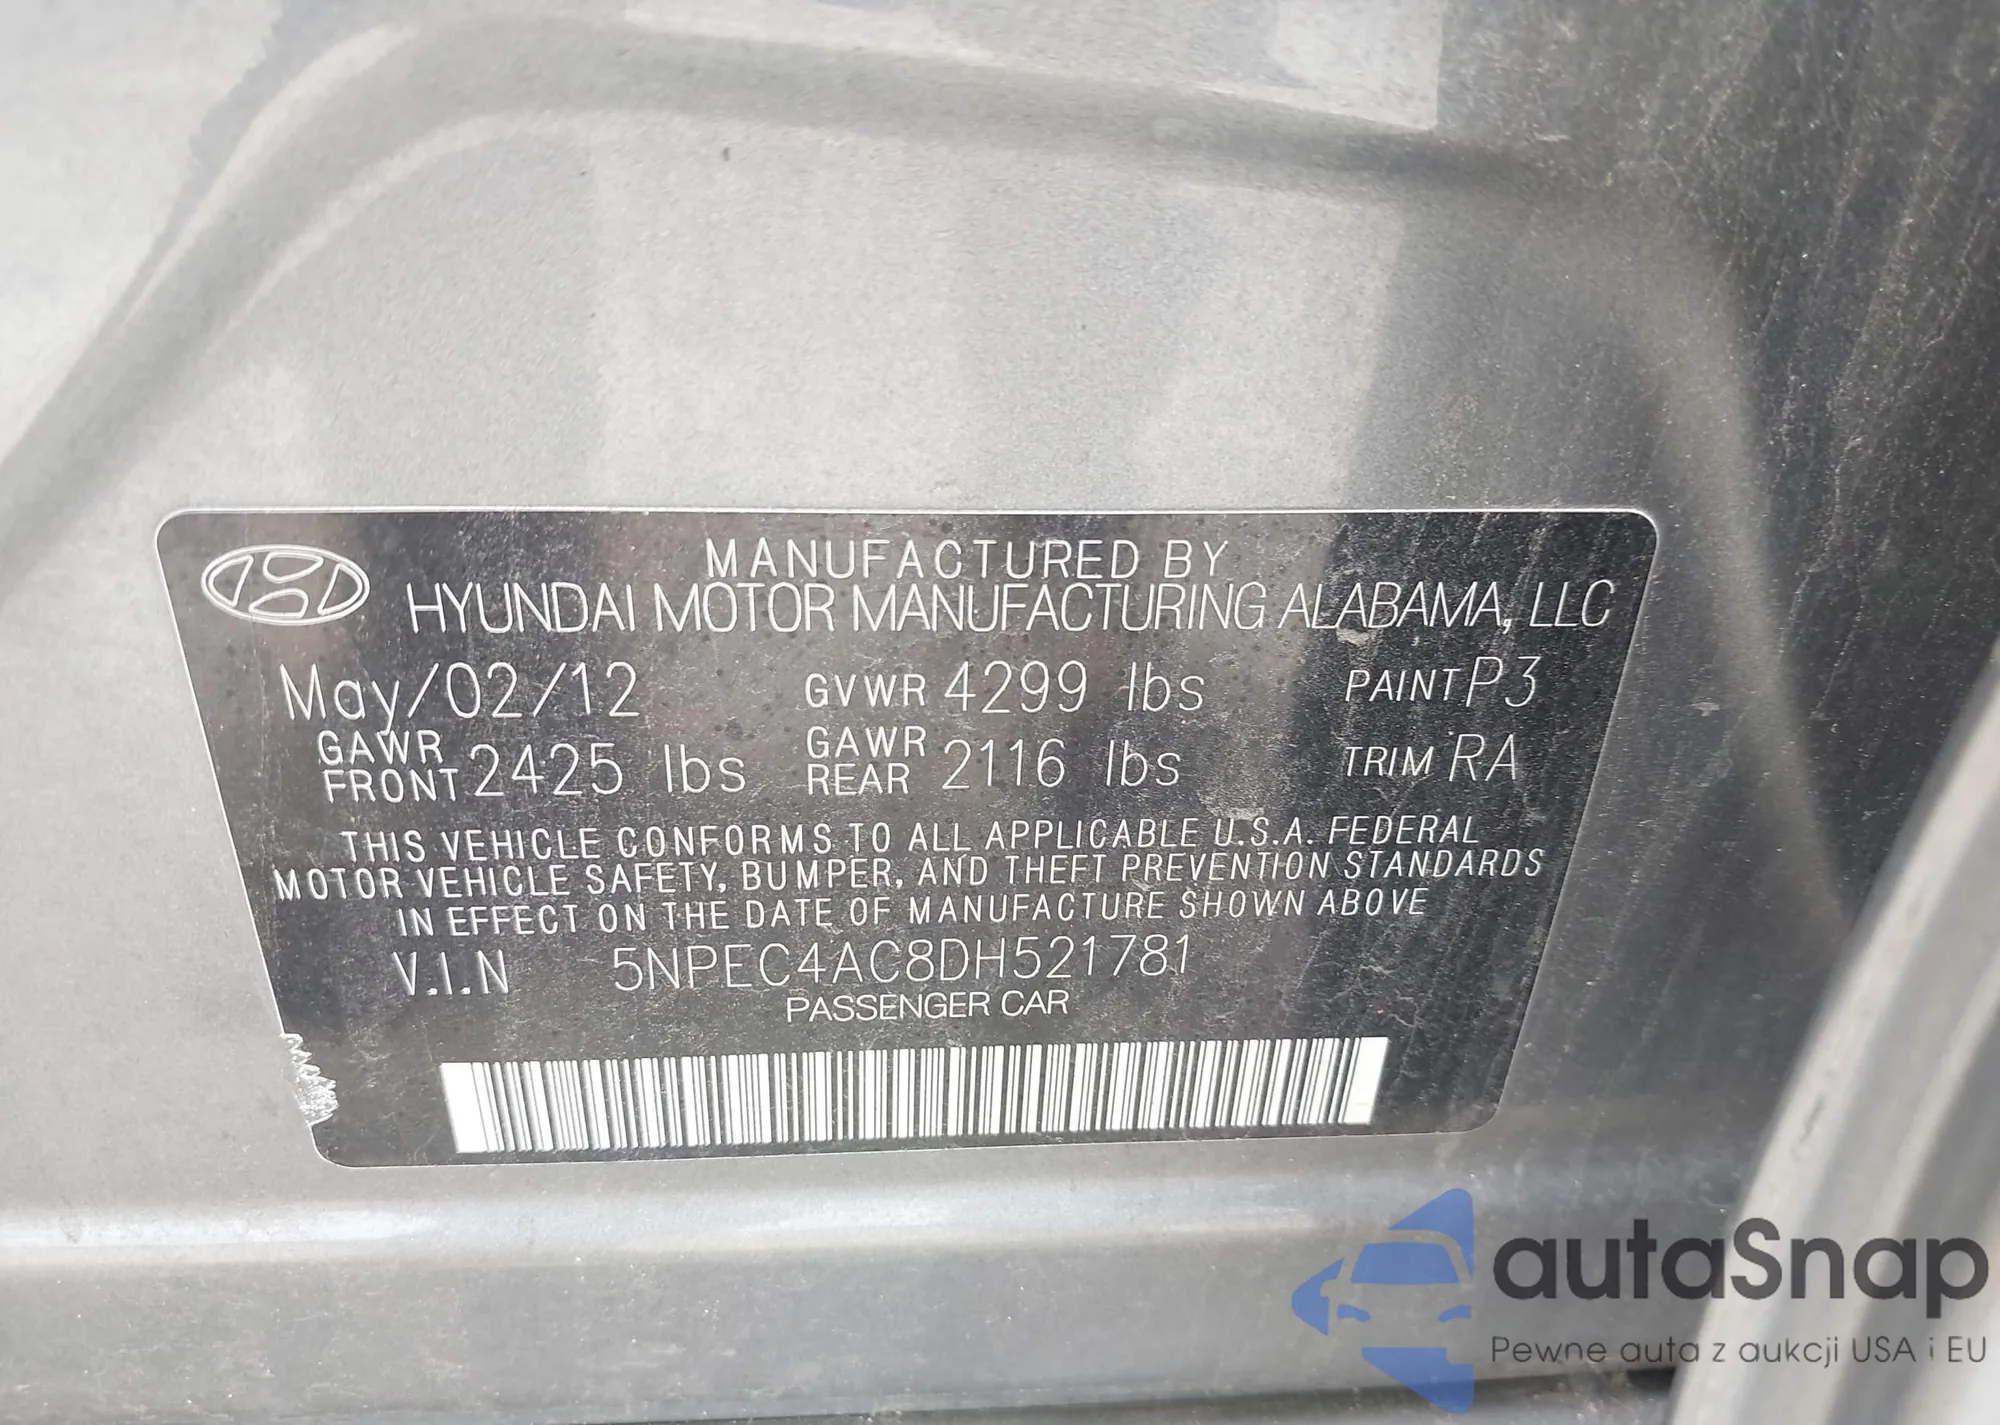 MANUFACTURED BY
HYUNDAI MOTOR MANUFACTURING ALABAMA, LLC
May/02/12 GVWR 4299 lbs PAINT P3
GAWR FRONT 2425 lbs GAWR REAR 2116 lbs TRIM RA
THIS VEHICLE CONFORMS TO ALL APPLICABLE U.S.A. FEDERAL
MOTOR VEHICLE SAFETY, BUMPER, AND THEFT PREVENTION STANDARDS
IN EFFECT ON THE DATE OF MANUFACTURE SHOWN ABOVE
V.I.N 5NPEC4AC8DH521781
PASSENGER CAR
autaSnap
Pewne auta z aukcji USA i EU